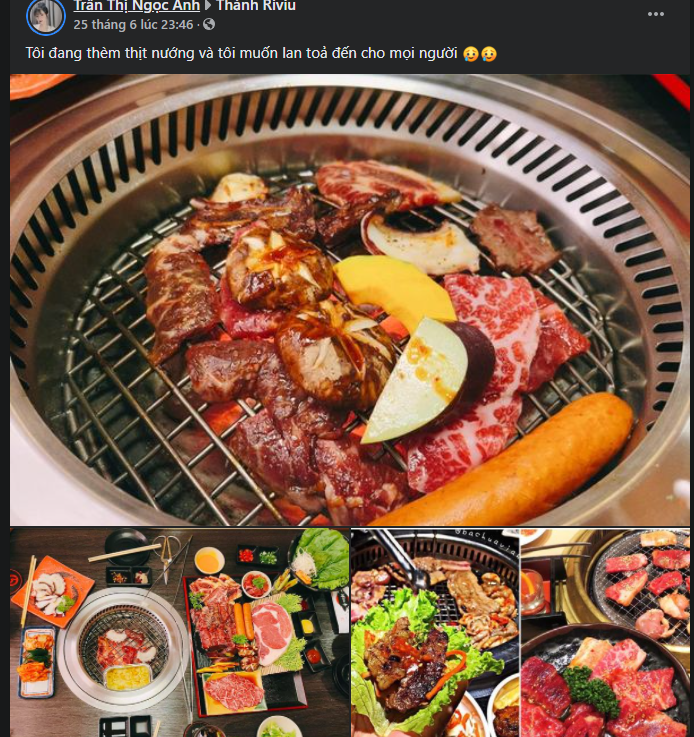 Trần Thị Ngọc Anh ▸ Thánh Riviu
25 tháng 6 lúc 23:46 ·
Tôi đang thèm thịt nướng và tôi muốn lan toả đến cho mọi người 🥲🥲